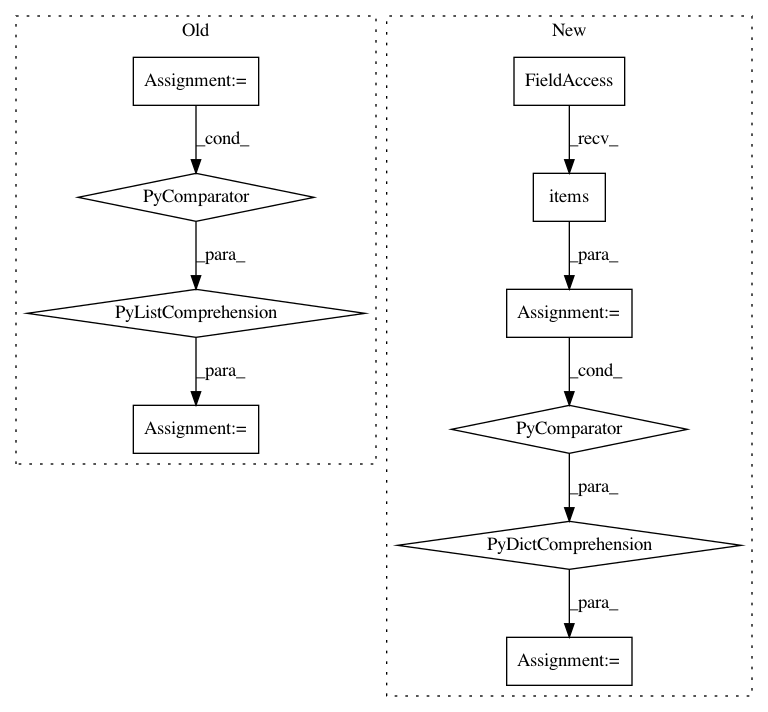 Old
Assignment:=
_cond_
PyComparator
_para_
PyListComprehension
_para_
Assignment:=
New
FieldAccess
_recv_
items
_para_
Assignment:=
_cond_
PyComparator
_para_
PyDictComprehension
_para_
Assignment:=